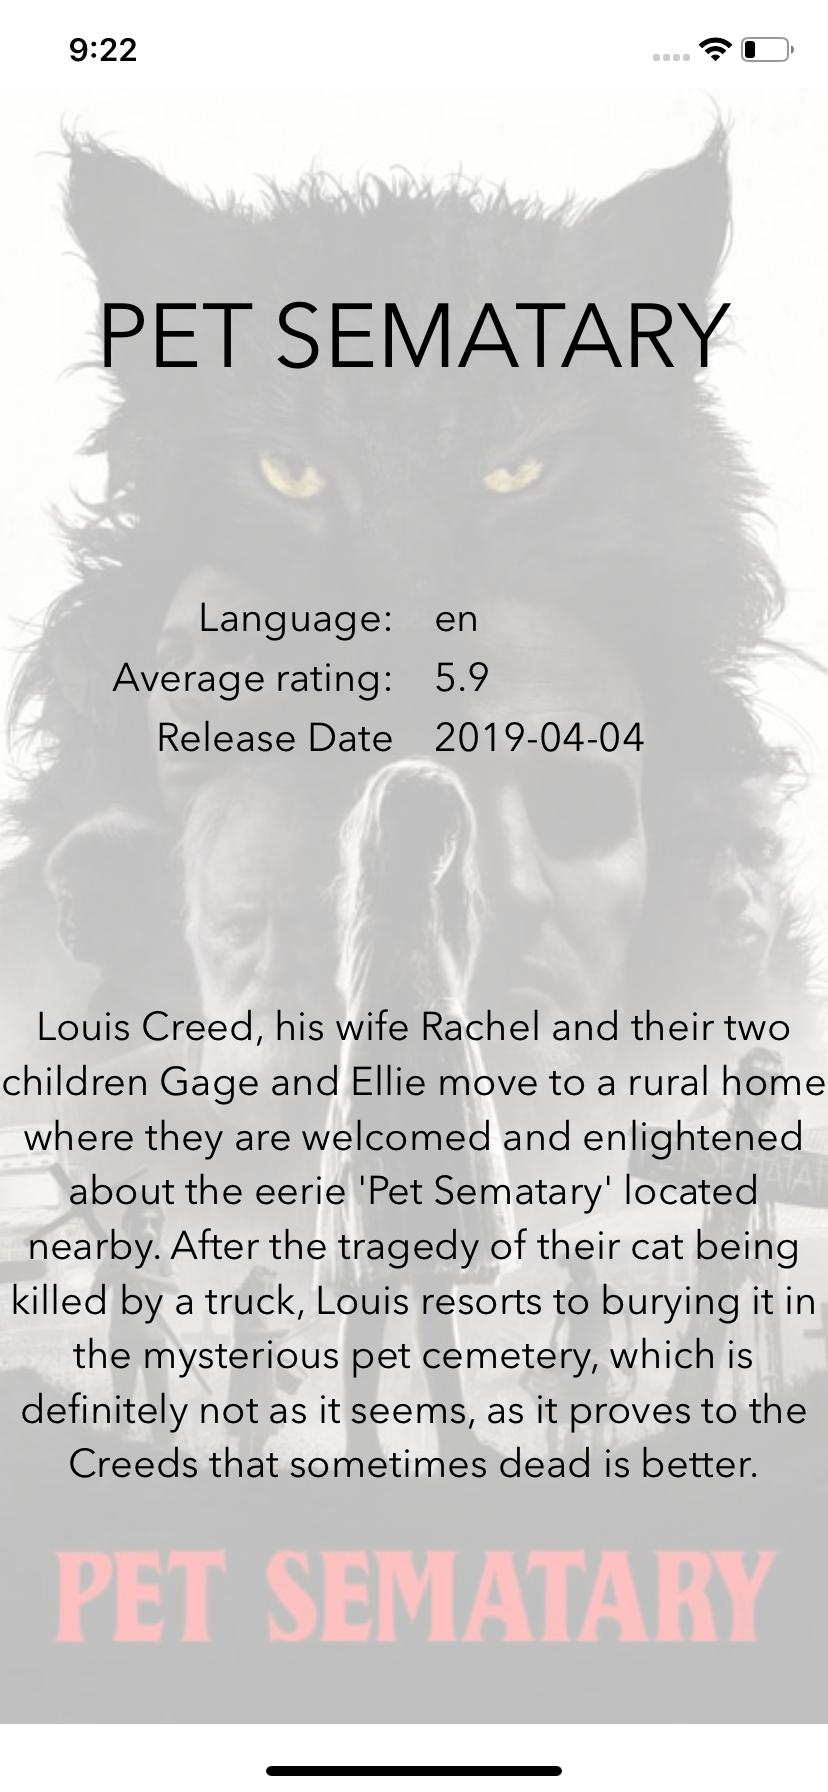 9:22
PET SEMATARY
Language: en
Average rating: 5.9
Release Date 2019-04-04
Louis Creed, his wife Rachel and their two
children Gage and Ellie move to a rural home
where they are welcomed and enlightened
about the eerie 'Pet Sematary' located
nearby. After the tragedy of their cat being
killed by a truck, Louis resorts to burying it in
the mysterious pet cemetery, which is
definitely not as it seems, as it proves to the
Creeds that sometimes dead is better.
PET SEMATARY